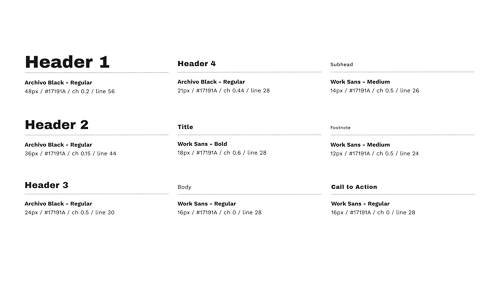 Header 1
Archivo Black - Regular
48px / #17191A / ch 0.2 / line 56
Header 4
Archivo Black - Regular
21px / #17191A / ch 0.44 / line 28
Subhead
Work Sans - Medium
14px / #17191A / ch 0.5 / line 26
Header 2
Archivo Black - Regular
36px / #17191A / ch 0.15 / line 44
Title
Work Sans - Bold
18px / #17191A / ch 0.6 / line 28
Footnote
Work Sans - Medium
12px / #17191A / ch 0.5 / line 24
Header 3
Archivo Black - Regular
24px / #17191A / ch 0.5 / line 30
Body
Work Sans - Regular
16px / #17191A / ch 0 / line 28
Call to Action
Work Sans - Regular
16px / #17191A / ch 0 / line 28